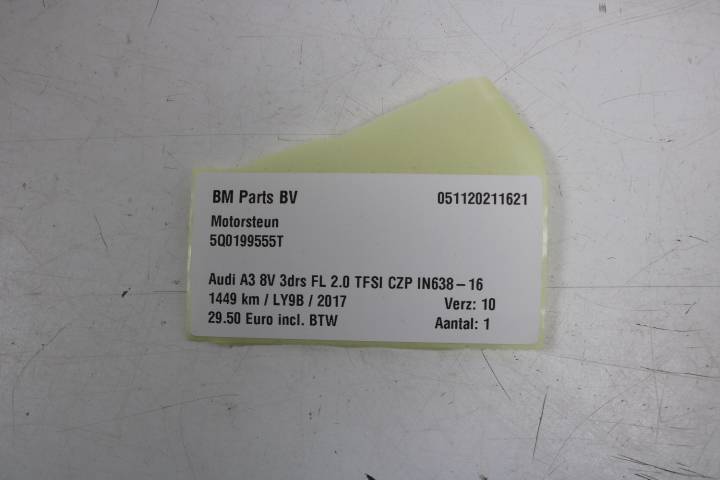 BM Parts BV 051120211621
Motorsteun
5Q0199555T
Audi A3 8V 3drs FL 2.0 TFSI CZP IN638-16
1449 km / LY9B / 2017 Verz: 10
29.50 Euro incl. BTW Aantal: 1